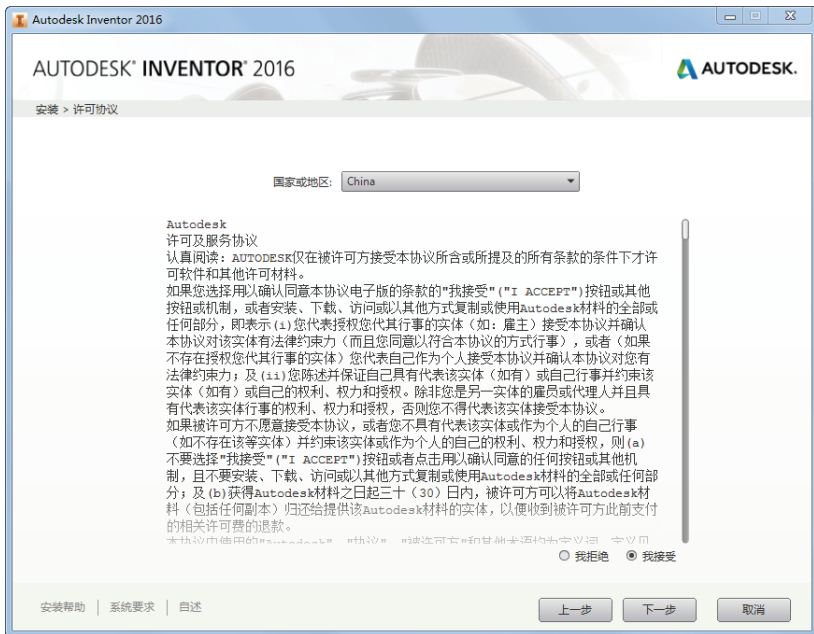 Autodesk Inventor 2016
AUTODESK® INVENTOR® 2016
AUTODESK.
安装 > 许可协议
国家或地区: China
Autodesk
许可及服务协议
认真阅读：AUTODESK仅在被许可方接受本协议所含或所提及的所有条款的条件下才许
可软件和其他许可材料。
如果您选择用以确认同意本协议电子版的条款的"我接受"("I ACCEPT")按钮或其他
按钮或机制，或者安装、下载、访问或以其他方式复制或使用Autodesk材料的全部或
任何部分，即表示(i)您代表授权您代其行事的实体（如：雇主）接受本协议并确认
本协议对该实体有法律约束力（而且您同意以符合本协议的方式行事），或者（如果
不存在授权您代其行事的实体）您代表自己作为个人接受本协议并确认本协议对您有
法律约束力；及(ii)您陈述并保证自己具有代表该实体（如有）或自己行事并约束该
实体（如有）或自己的权利、权力和授权。除非您是另一实体的雇员或代理人并且具
有代表该实体行事的权利、权力和授权，否则您不得代表该实体接受本协议。
如果被许可方不愿意接受本协议，或者您不具有代表该实体或作为个人的自己行事
（如不存在该等实体）并约束该实体或作为个人的自己的权利、权力和授权，则(a)
不要选择"我接受"("I ACCEPT")按钮或者点击用以确认同意的任何按钮或其他机
制，且不要安装、下载、访问或以其他方式复制或使用Autodesk材料的全部或任何部
分；及(b)获得Autodesk材料之日起三十（30）日内，被许可方可以将Autodesk材
料（包括任何副本）归还给提供该Autodesk材料的实体，以便收到被许可方此前支付
的相关许可费的退款。
本协议中使用的"Autodesk"、"协议"、"被许可方"和其他术语均为定义词，定义见
我拒绝 我接受
安装帮助 | 系统要求 | 自述
上一步 下一步 取消